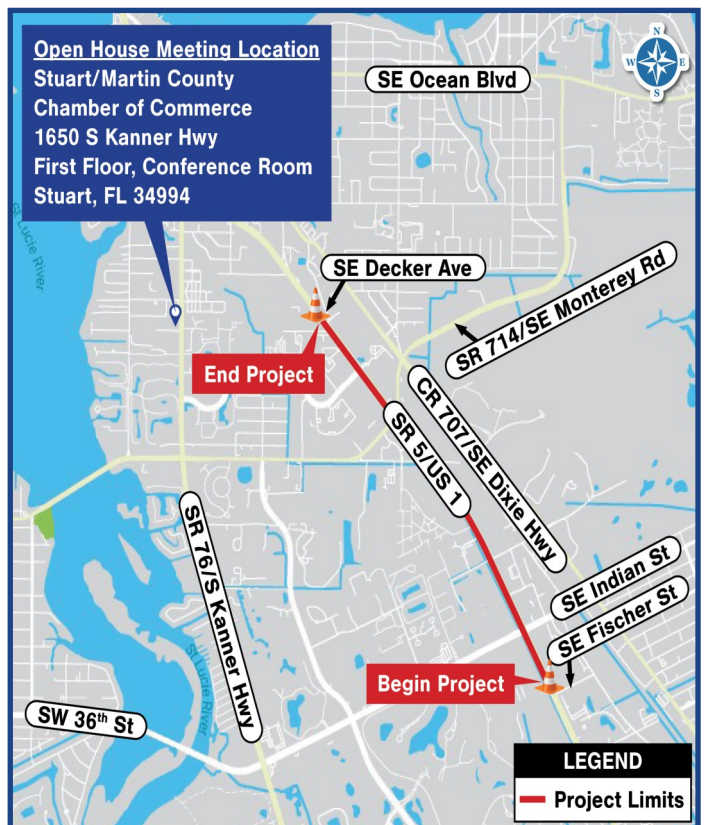 Open House Meeting Location
Stuart/Martin County
Chamber of Commerce
1650 S Kanner Hwy
First Floor, Conference Room
Stuart, FL 34994
SE Ocean Blvd
N
W
E
S
St Lucie River
SE Decker Ave
SR 714/SE Monterey Rd
End Project
CR 707/SE Dixie Hwy
SR 5/US 1
SR 76/S Kanner Hwy
SE Indian St
SE Fischer St
St Lucie River
Begin Project
SW 36th St
LEGEND
Project Limits